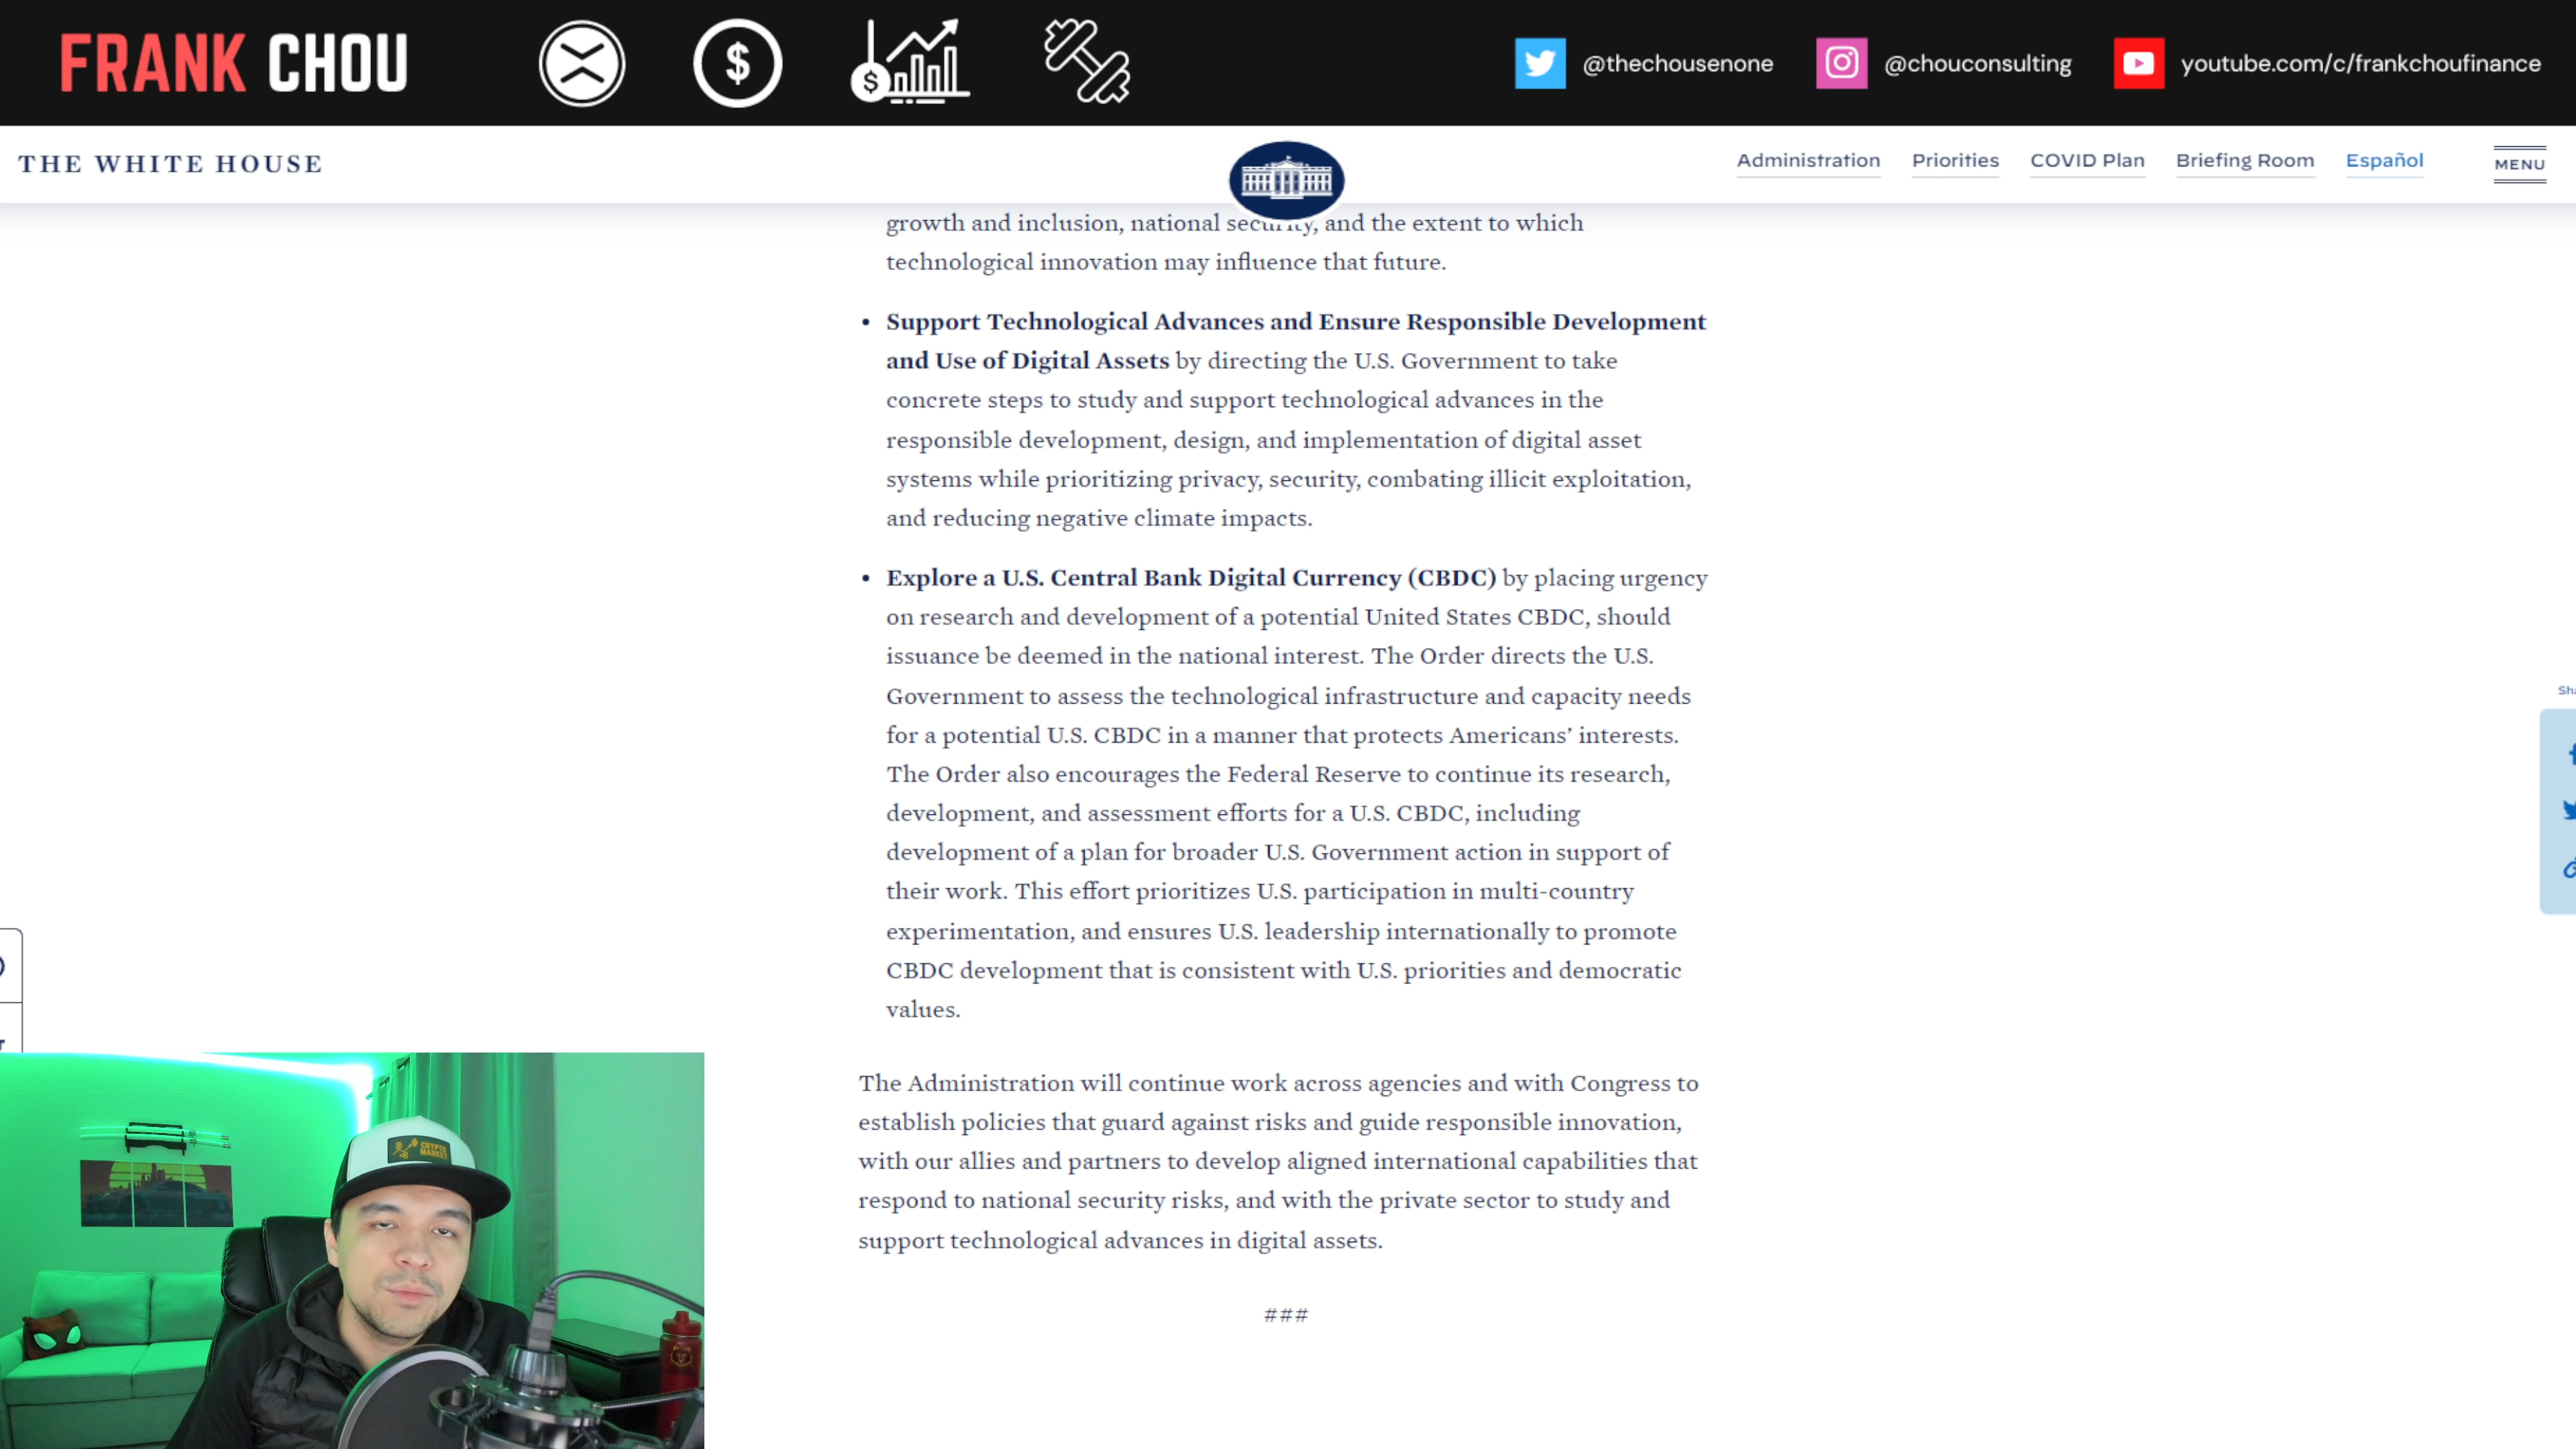 FRANK CHOU
@thechousenone
@chouconsulting
youtube.com/c/frankchoufinance
THE WHITE HOUSE
Administration
Priorities
COVID Plan
Briefing Room
Español
MENU
growth and inclusion, national security, and the extent to which
technological innovation may influence that future.
• Support Technological Advances and Ensure Responsible Development
and Use of Digital Assets by directing the U.S. Government to take
concrete steps to study and support technological advances in the
responsible development, design, and implementation of digital asset
systems while prioritizing privacy, security, combating illicit exploitation,
and reducing negative climate impacts.
• Explore a U.S. Central Bank Digital Currency (CBDC) by placing urgency
on research and development of a potential United States CBDC, should
issuance be deemed in the national interest. The Order directs the U.S.
Government to assess the technological infrastructure and capacity needs
for a potential U.S. CBDC in a manner that protects Americans’ interests.
The Order also encourages the Federal Reserve to continue its research,
development, and assessment efforts for a U.S. CBDC, including
development of a plan for broader U.S. Government action in support of
their work. This effort prioritizes U.S. participation in multi-country
experimentation, and ensures U.S. leadership internationally to promote
CBDC development that is consistent with U.S. priorities and democratic
values.
The Administration will continue work across agencies and with Congress to
establish policies that guard against risks and guide responsible innovation,
with our allies and partners to develop aligned international capabilities that
respond to national security risks, and with the private sector to study and
support technological advances in digital assets.
###
CRYPTO
MARKET